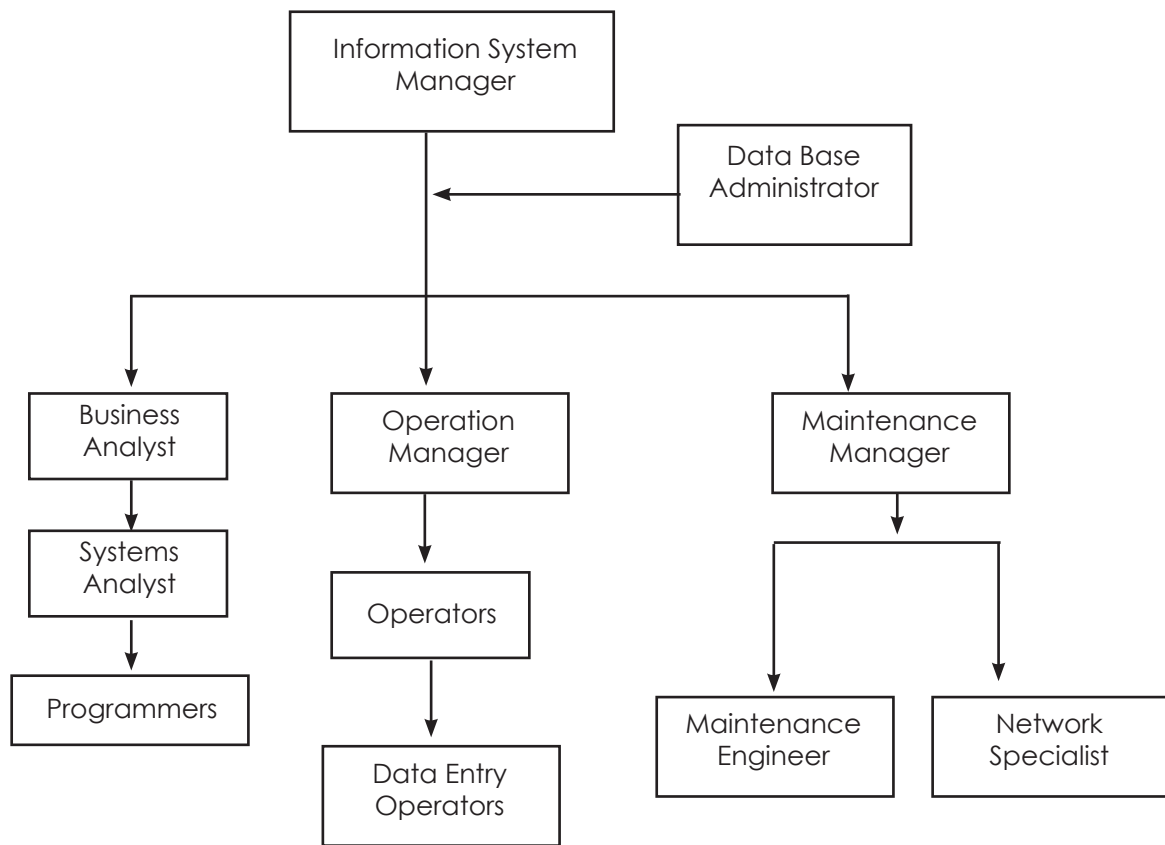 Information System
Manager
Data Base
Administrator
Business
Analyst
Operation
Manager
Maintenance
Manager
Systems
Analyst
Operators
Programmers
Maintenance
Engineer
Network
Specialist
Data Entry
Operators